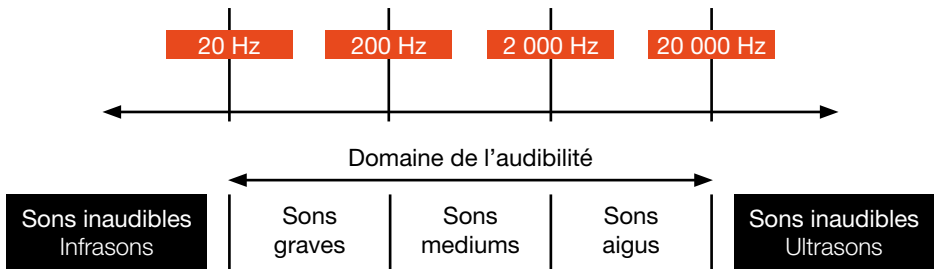 20 Hz 200 Hz 2 000 Hz 20 000 Hz
Domaine de l’audibilité
Sons inaudibles
Infrasons
Sons
graves
Sons
mediums
Sons
aigus
Sons inaudibles
Ultrasons